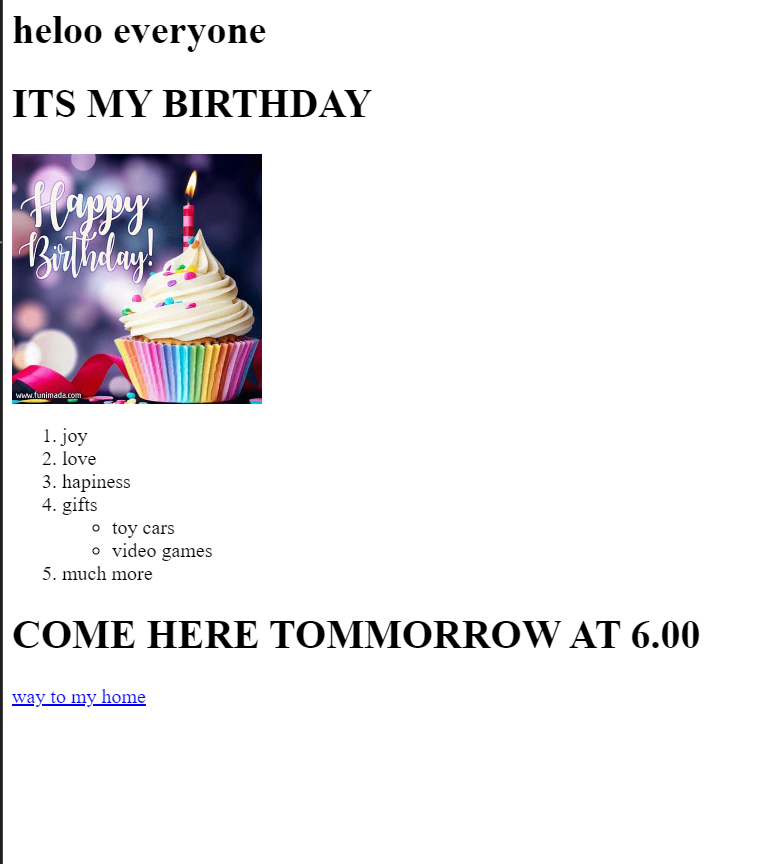 heloo everyone
ITS MY BIRTHDAY
Happy
Birthday!
www.funimada.com
1. joy
2. love
3. hapiness
4. gifts
toy cars
video games
5. much more
COME HERE TOMMORROW AT 6.00
way to my home